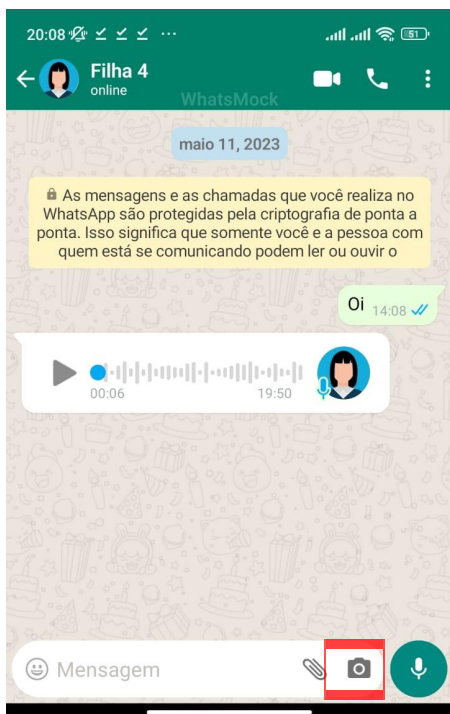 20:08
51
Filha 4
online
WhatsMock
maio 11, 2023
As mensagens e as chamadas que você realiza no
WhatsApp são protegidas pela criptografia de ponta a
ponta. Isso significa que somente você e a pessoa com
quem está se comunicando podem ler ou ouvir o
Oi 14:08
00:06 19:50
Mensagem